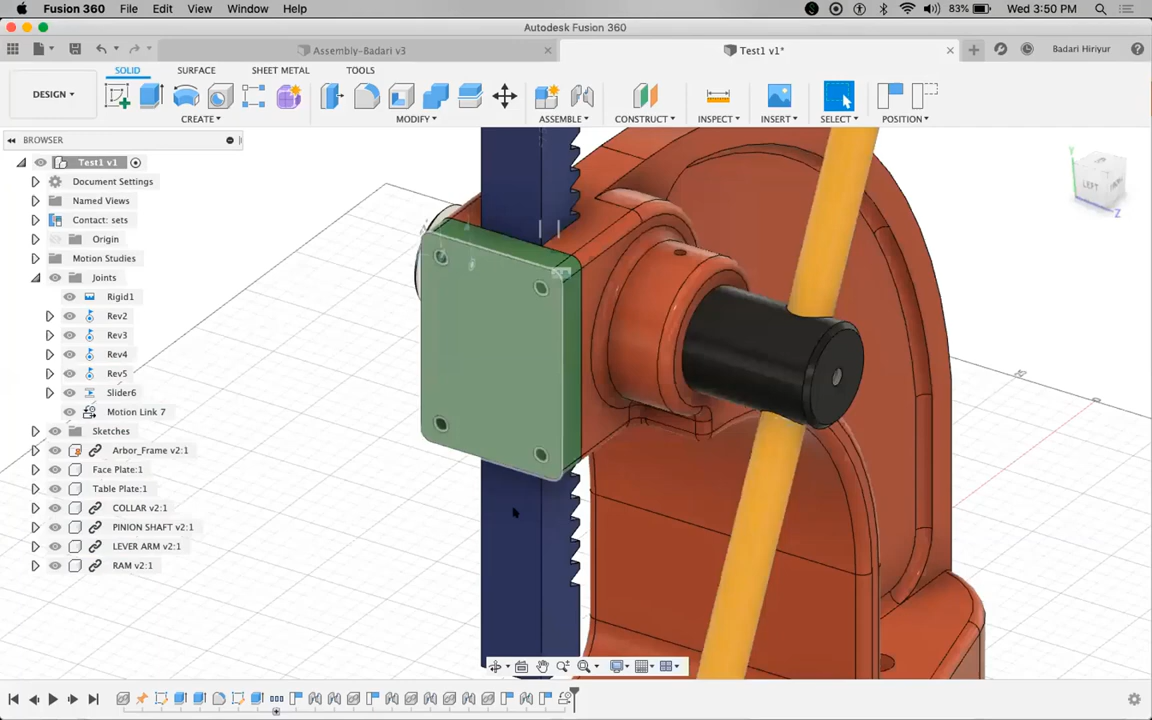 Fusion 360 File Edit View Window Help 83% Wed 3:50 PM
Autodesk Fusion 360
Assembly-Badari v3 Test1 v1* Badari Hiriyur
SOLID SURFACE SHEET METAL TOOLS
DESIGN
CREATE MODIFY ASSEMBLE CONSTRUCT INSPECT INSERT SELECT POSITION
BROWSER
Test1 v1
Document Settings
Named Views
Contact: sets
Origin
Motion Studies
Joints
Rigid1
Rev2
Rev3
Rev4
Rev5
Slider6
Motion Link 7
Sketches
Arbor_Frame v2:1
Face Plate:1
Table Plate:1
COLLAR v2:1
PINION SHAFT v2:1
LEVER ARM v2:1
RAM v2:1
Y
LEFT
Z